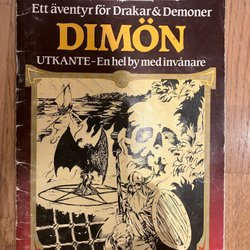 Ett äventyr för Drakar & Demoner
DIMÖN
UTKANTE - En hel by med invånare